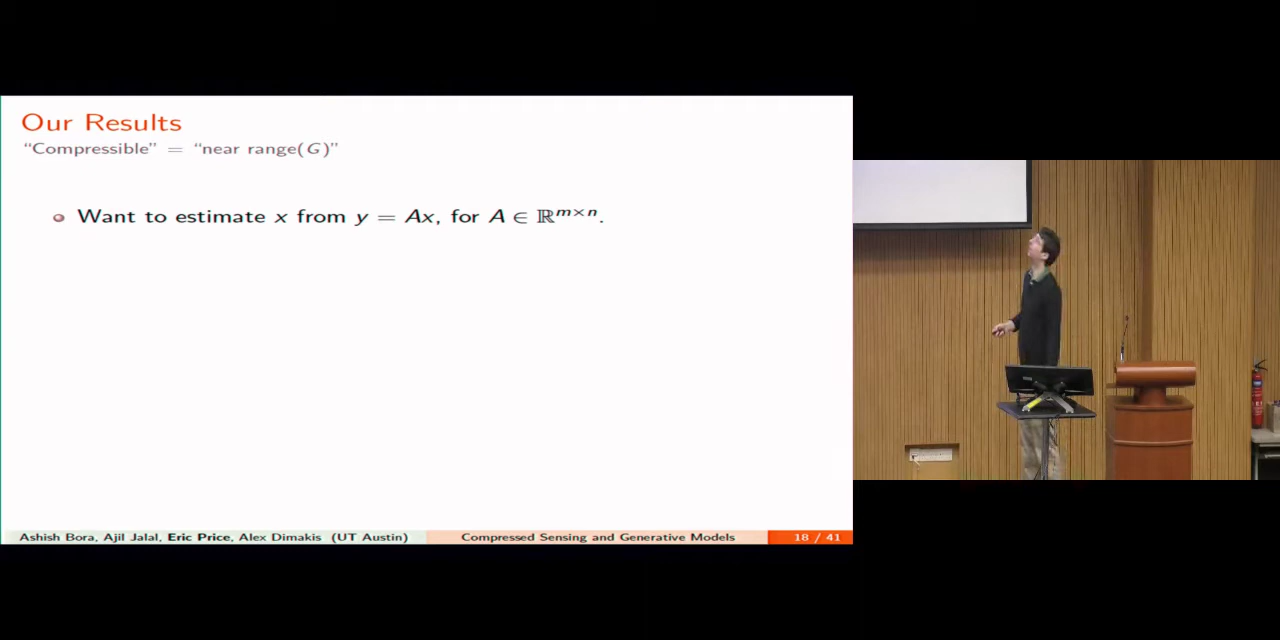 Our Results
“Compressible” = “near range(G)”
Want to estimate x from y = Ax, for A ∈ ℝᵐˣⁿ.
Ashish Bora, Ajil Jalal, Eric Price, Alex Dimakis (UT Austin) Compressed Sensing and Generative Models 18 / 41